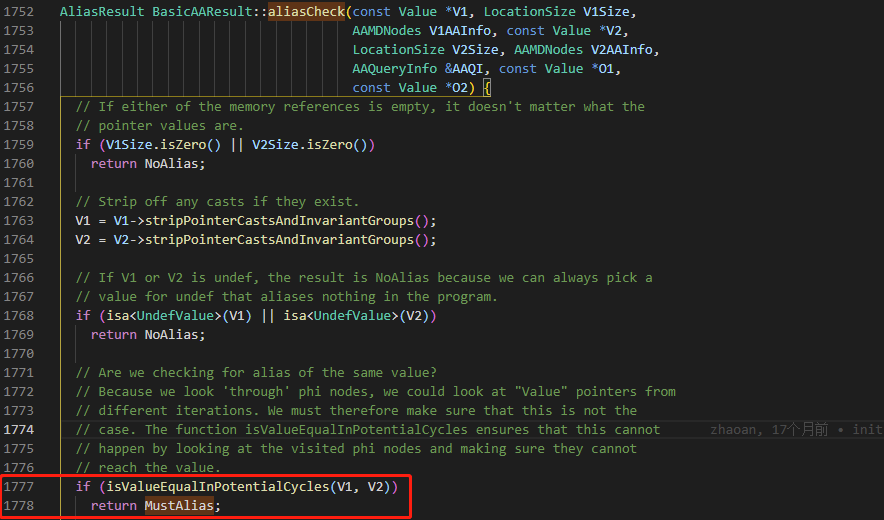 1752 AliasResult BasicAAResult::aliasCheck(const Value *V1, LocationSize V1Size,
1753 AAMDNodes V1AAInfo, const Value *V2,
1754 LocationSize V2Size, AAMDNodes V2AAInfo,
1755 AAQueryInfo &AAQI, const Value *O1,
1756 const Value *O2) {
1757 // If either of the memory references is empty, it doesn't matter what the
1758 // pointer values are.
1759 if (V1Size.isZero() || V2Size.isZero())
1760 return NoAlias;
1761
1762 // Strip off any casts if they exist.
1763 V1 = V1->stripPointerCastsAndInvariantGroups();
1764 V2 = V2->stripPointerCastsAndInvariantGroups();
1765
1766 // If V1 or V2 is undef, the result is NoAlias because we can always pick a
1767 // value for undef that aliases nothing in the program.
1768 if (isa<UndefValue>(V1) || isa<UndefValue>(V2))
1769 return NoAlias;
1770
1771 // Are we checking for alias of the same value?
1772 // Because we look 'through' phi nodes, we could look at "Value" pointers from
1773 // different iterations. We must therefore make sure that this is not the
1774 // case. The function isValueEqualInPotentialCycles ensures that this cannot zhaoan, 17个月前 • init
1775 // happen by looking at the visited phi nodes and making sure they cannot
1776 // reach the value.
1777 if (isValueEqualInPotentialCycles(V1, V2))
1778 return MustAlias;